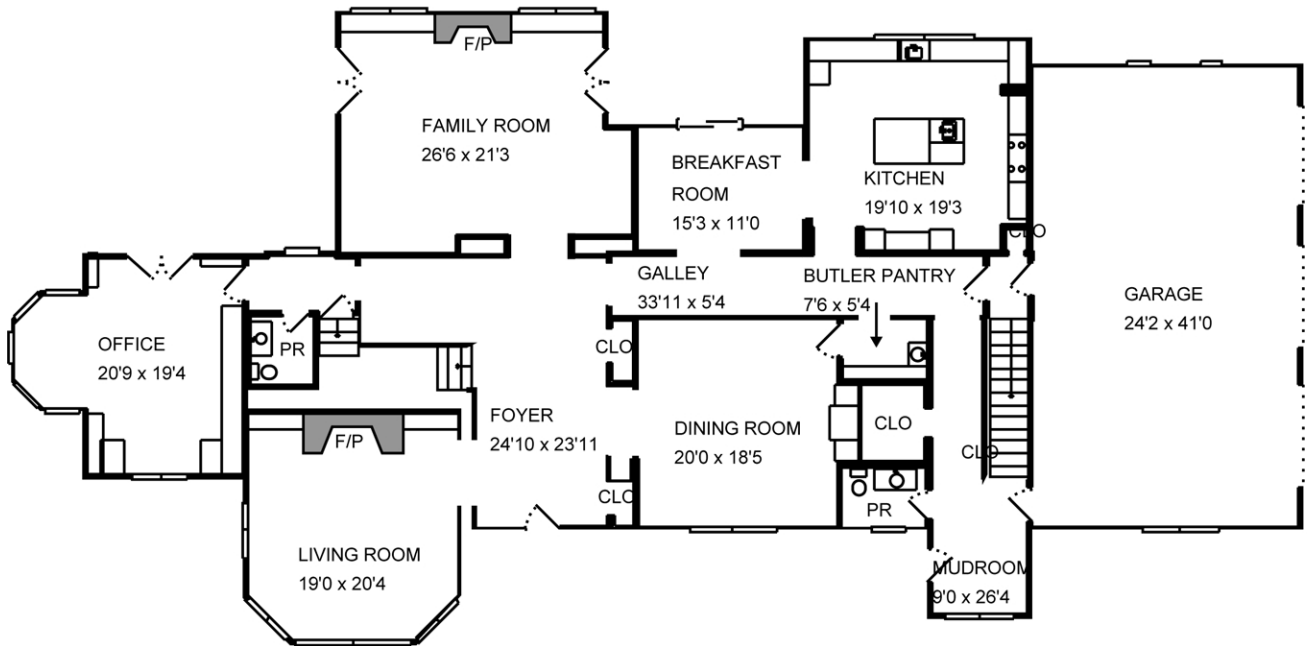 F/P
FAMILY ROOM
26'6 x 21'3
BREAKFAST
ROOM
15'3 x 11'0
KITCHEN
19'10 x 19'3
CLO
GALLEY
33'11 x 5'4
BUTLER PANTRY
7'6 x 5'4
GARAGE
24'2 x 41'0
OFFICE
20'9 x 19'4
PR
CLO
FOYER
24'10 x 23'11
DINING ROOM
20'0 x 18'5
CLO
F/P
CLO
CLO
PR
LIVING ROOM
19'0 x 20'4
MUDROOM
9'0 x 26'4